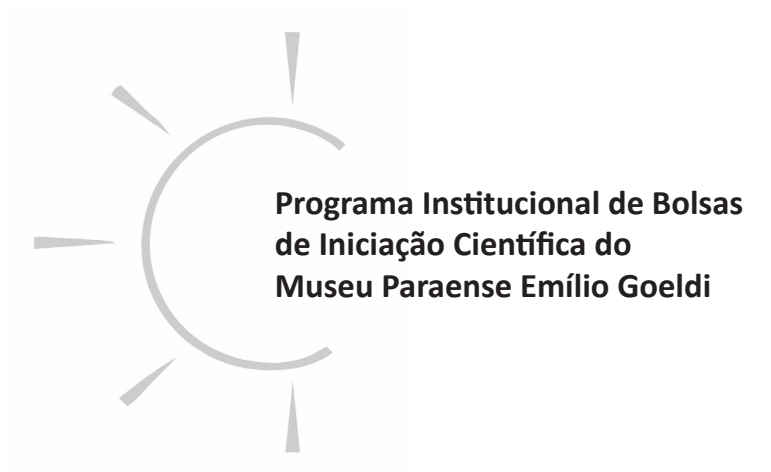 Programa Institucional de Bolsas
de Iniciação Científica do
Museu Paraense Emílio Goeldi